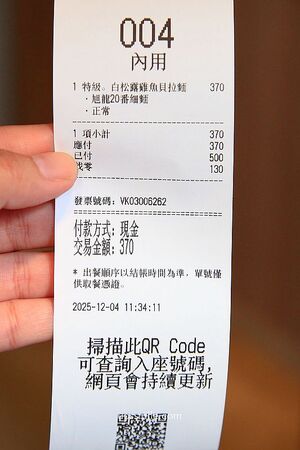 004
內用
1 特級。白松露雞魚貝拉麵 370
・旭龍20番細麵
・正常
1 項小計 370
應付 370
已付 500
找零 130
發票號碼：VK03006262
付款方式：現金
交易金額：370
* 出餐順序以結帳時間為準，單號僅
供取餐憑證。
2025-12-04 11:34:11
掃描此QR Code
可查詢入座號碼，
網頁會持續更新